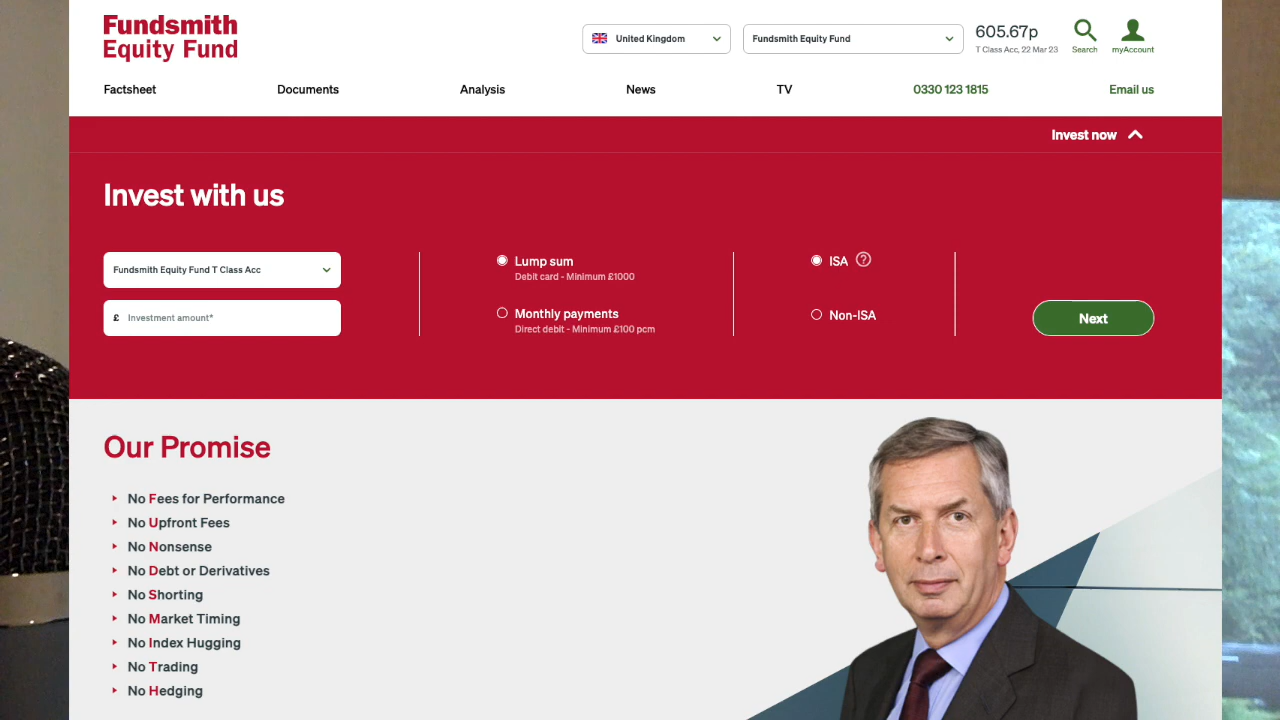 Fundsmith
Equity Fund
United Kingdom
Fundsmith Equity Fund
605.67p
T Class Acc, 22 Mar 23
Search
myAccount
Factsheet
Documents
Analysis
News
TV
0330 123 1815
Email us
Invest now
Invest with us
Fundsmith Equity Fund T Class Acc
£ Investment amount*
Lump sum
Debit card - Minimum £1000
Monthly payments
Direct debit - Minimum £100 pcm
ISA ?
Non-ISA
Next
Our Promise
No Fees for Performance
No Upfront Fees
No Nonsense
No Debt or Derivatives
No Shorting
No Market Timing
No Index Hugging
No Trading
No Hedging